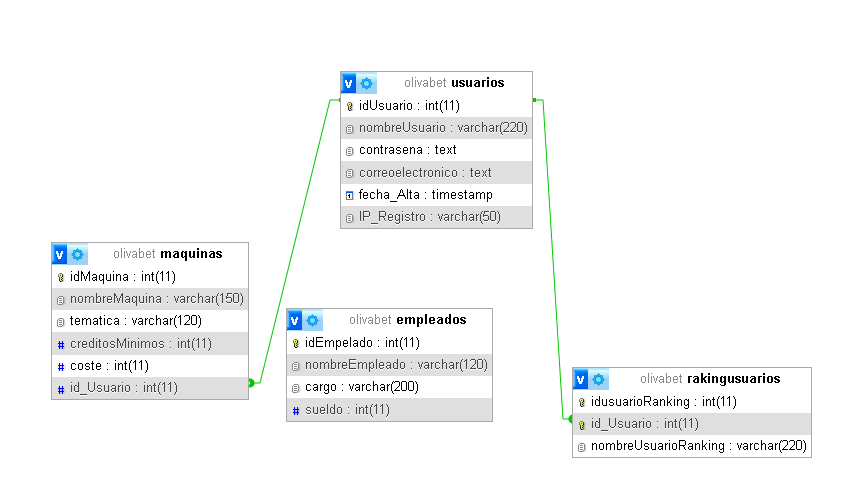 v olivabet usuarios
idUsuario : int(11)
nombreUsuario : varchar(220)
contrasena : text
correoelectronico : text
fecha_Alta : timestamp
IP_Registro : varchar(50)
v olivabet maquinas
idMaquina : int(11)
nombreMaquina : varchar(150)
tematica : varchar(120)
# creditosMinimos : int(11)
# coste : int(11)
# id_Usuario : int(11)
v olivabet empleados
idEmpelado : int(11)
nombreEmpleado : varchar(120)
cargo : varchar(200)
# sueldo : int(11)
v olivabet rakingusuarios
idusuarioRanking : int(11)
id_Usuario : int(11)
nombreUsuarioRanking : varchar(220)